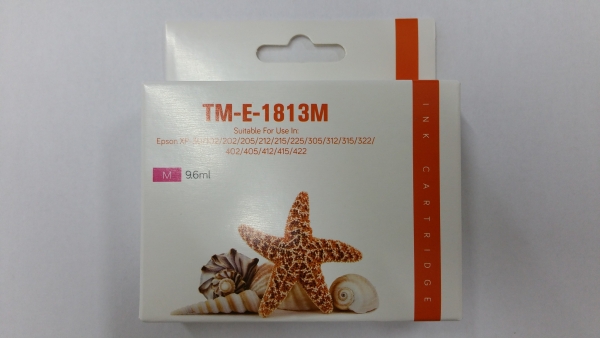 TM-E-1813M
Suitable For Use In:
Epson 202/205/212/215/225/305/312/315/322/
402/405/412/415/422
M 9.6ml
INK CARTRIDGE